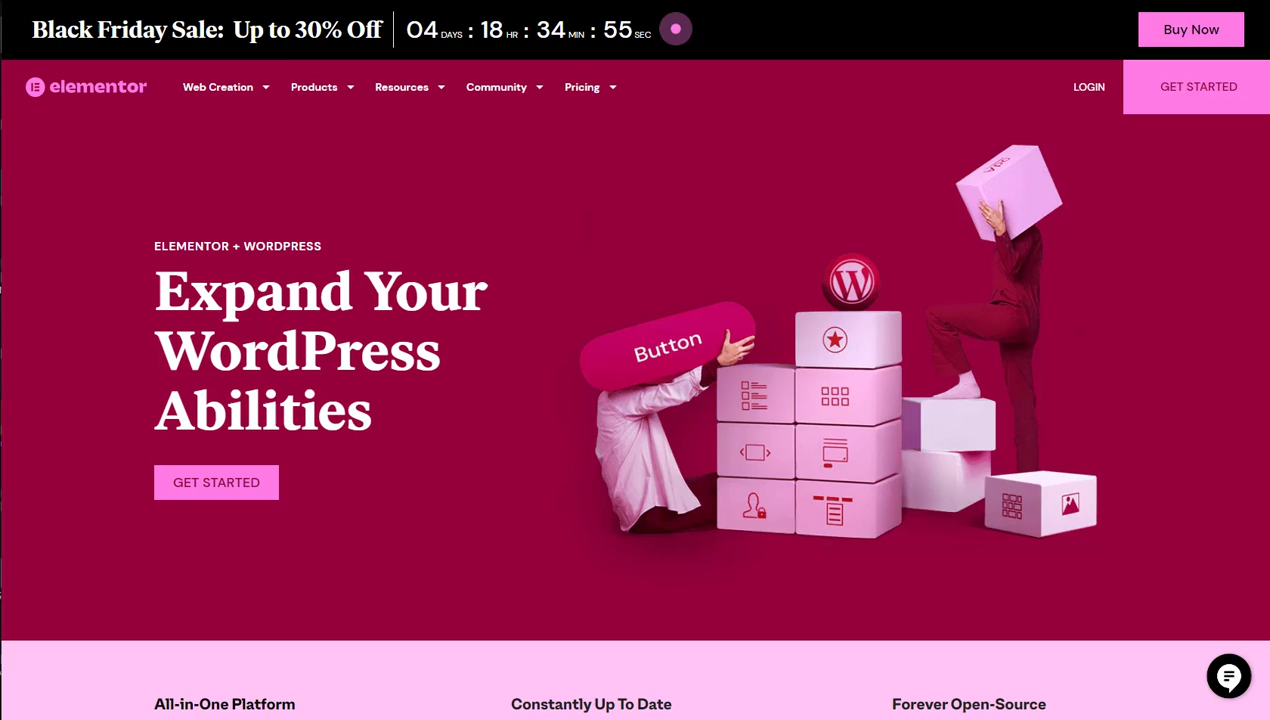 Black Friday Sale: Up to 30% Off
04 DAYS : 18 HR : 34 MIN : 55 SEC
Buy Now
elementor
Web Creation
Products
Resources
Community
Pricing
LOGIN
GET STARTED
ELEMENTOR + WORDPRESS
Expand Your
WordPress
Abilities
GET STARTED
Button
All-in-One Platform
Constantly Up To Date
Forever Open-Source